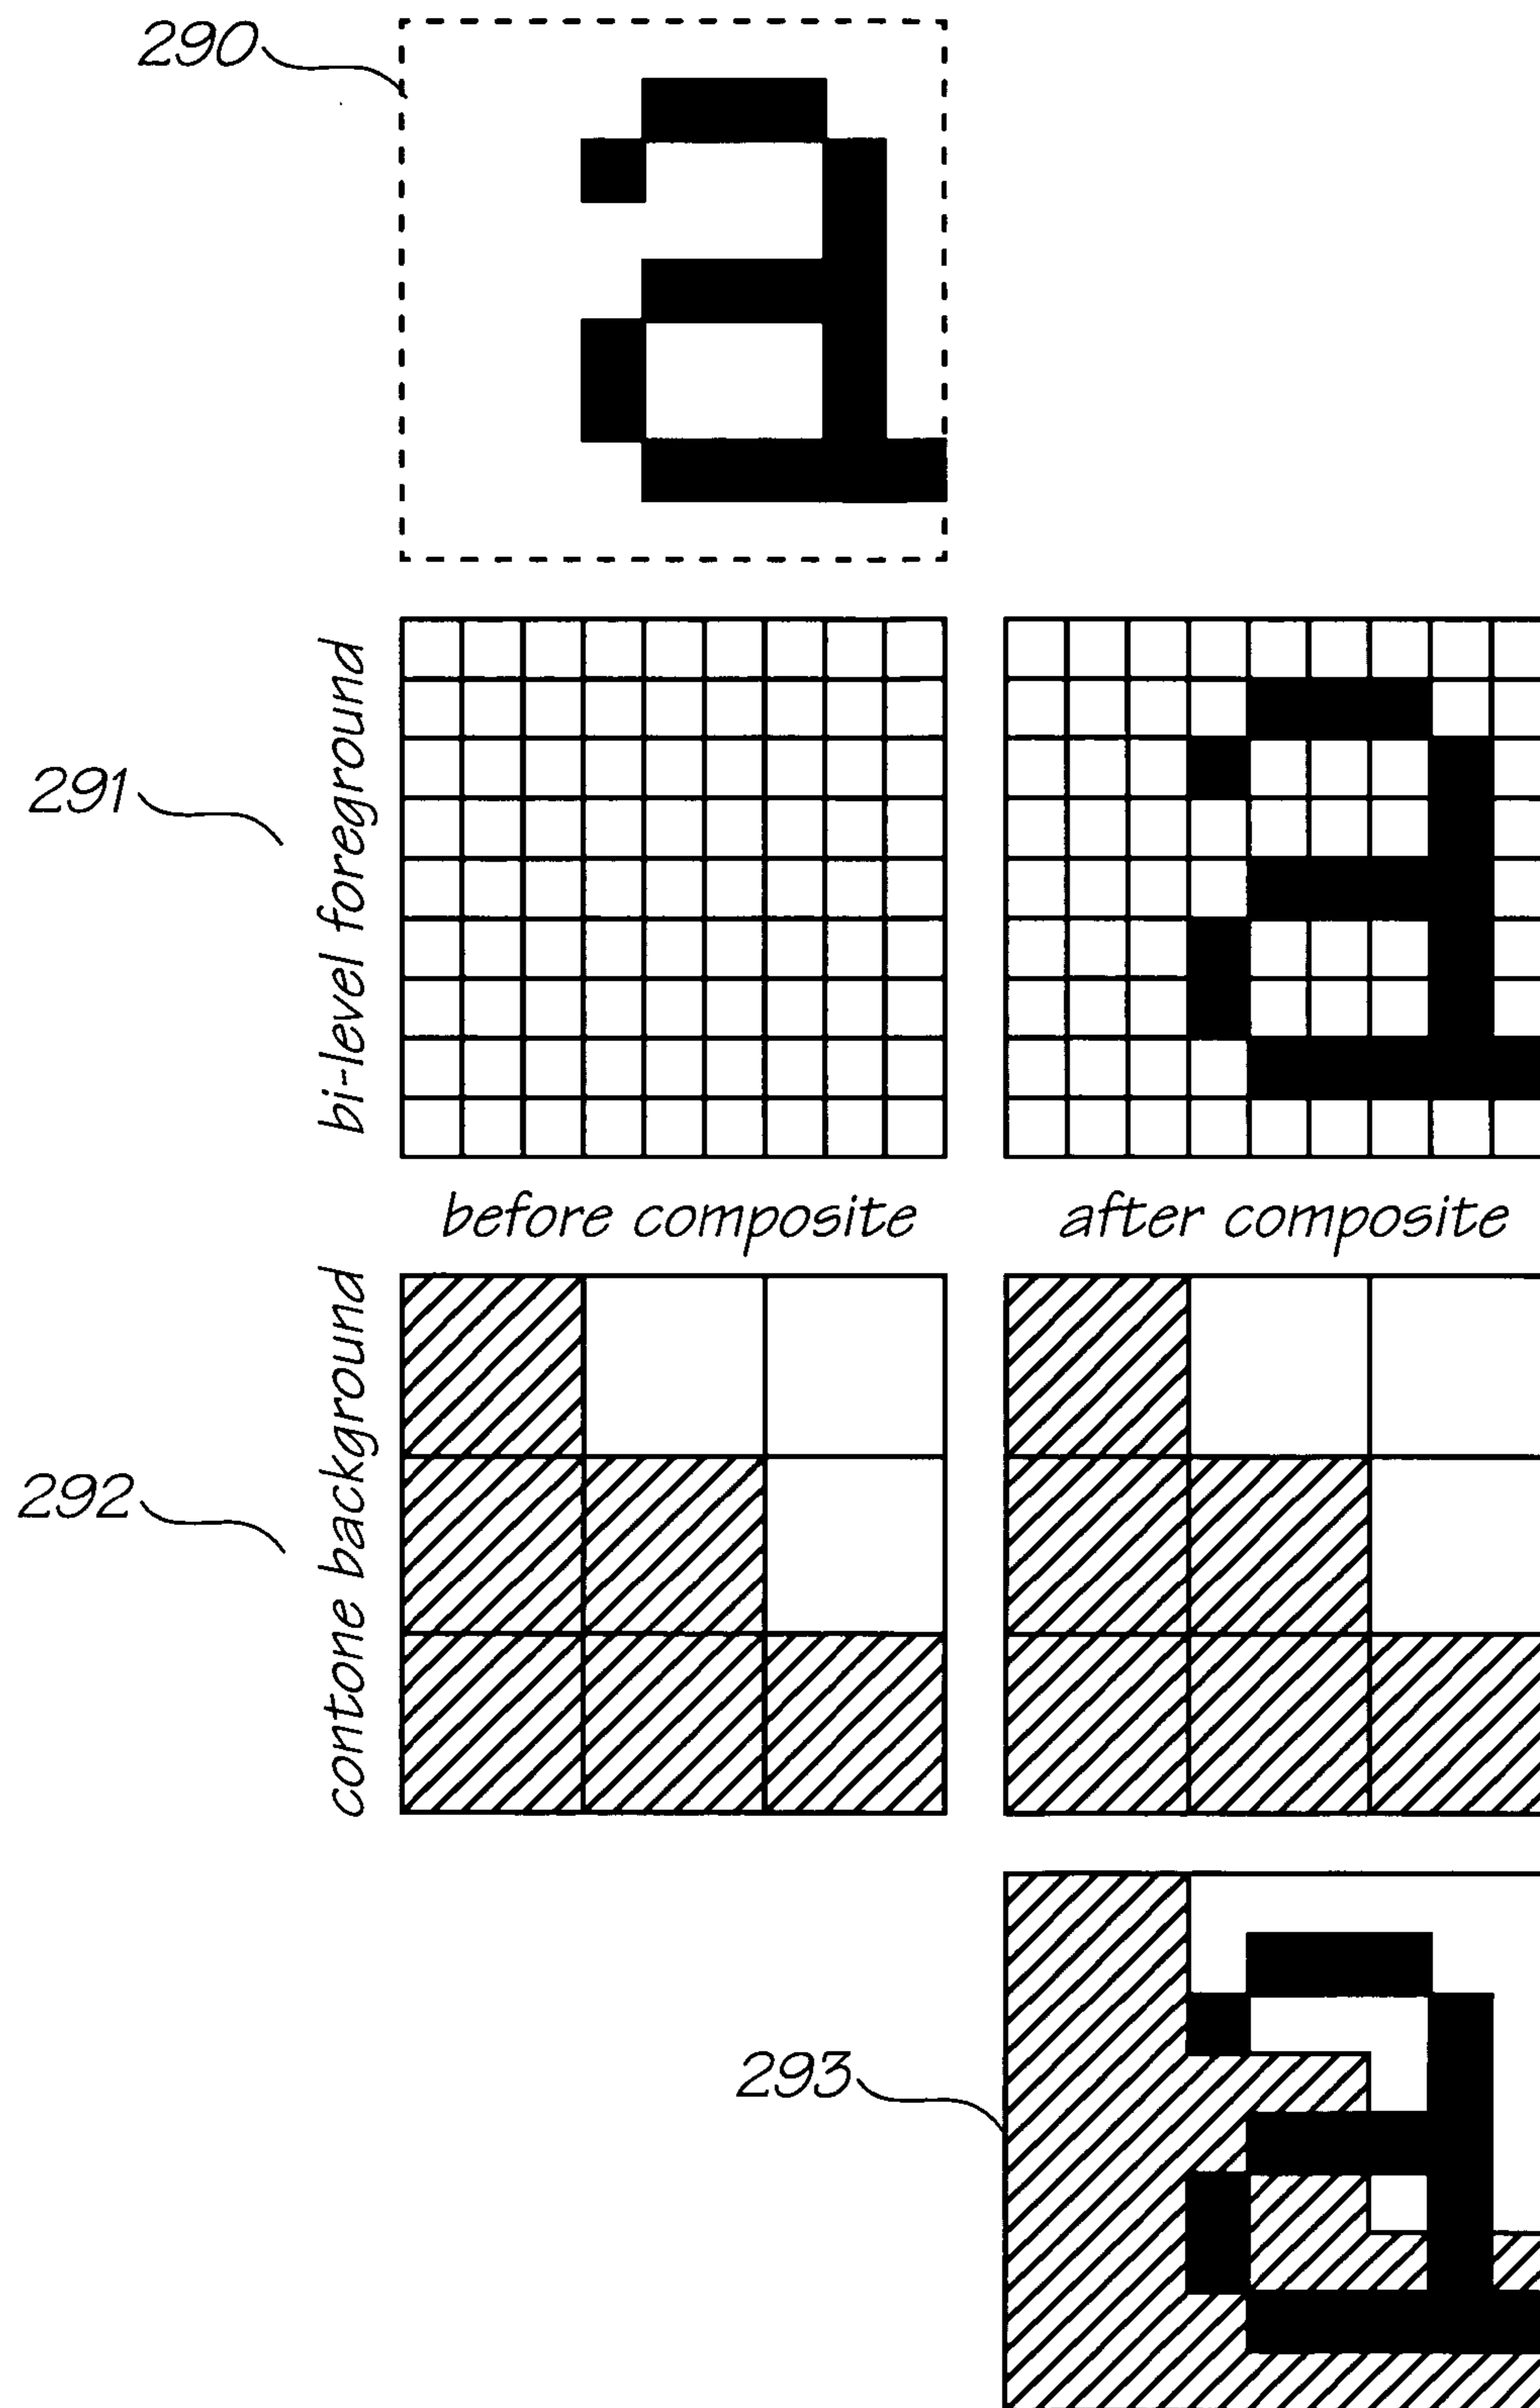 290
a
291
bi-level foreground
a
before composite
after composite
292
contone background
293
a